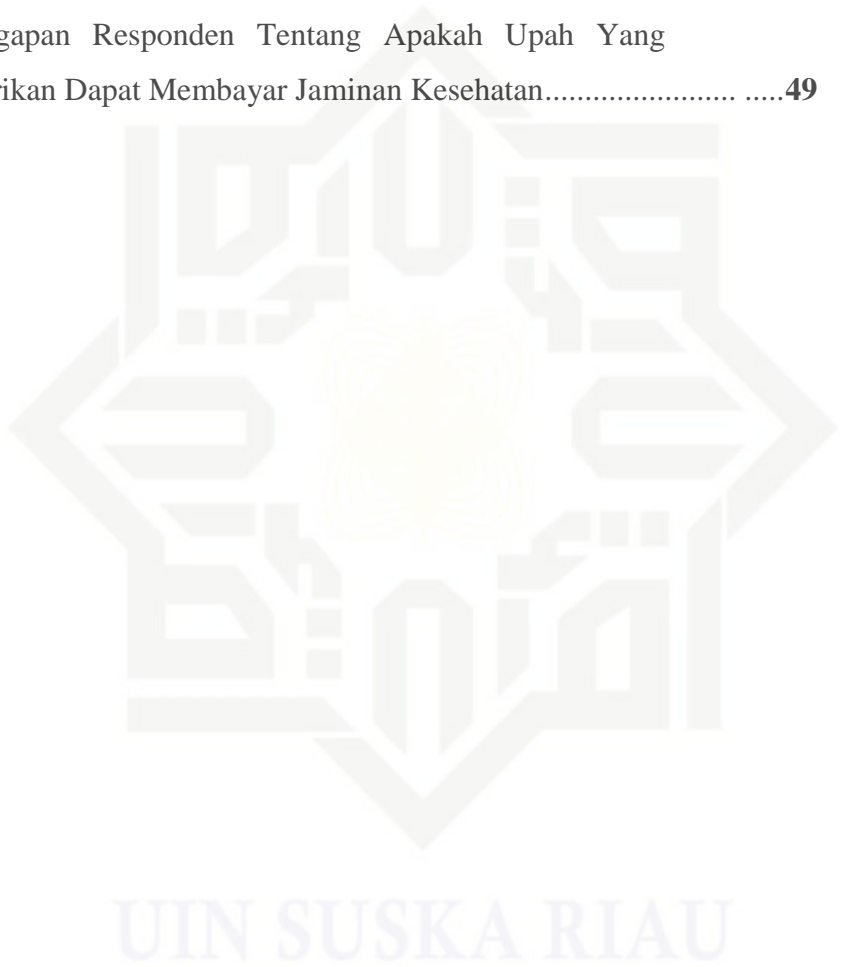 gapan Responden Tentang Apakah Upah Yang
rikan Dapat Membayar Jaminan Kesehatan........................ .....49
UIN SUSKA RIAU